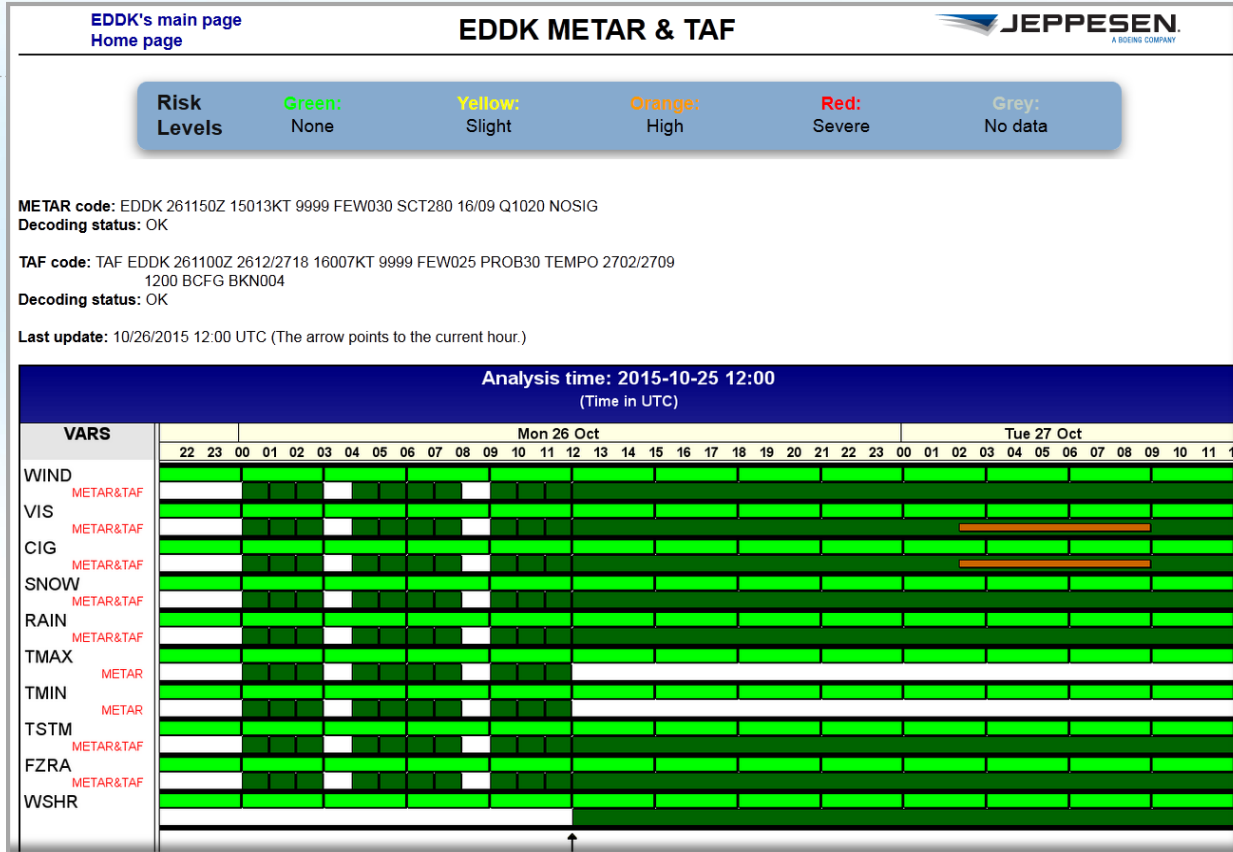 EDDK's main page
Home page
EDDK METAR & TAF
JEPPESEN.
A BOEING COMPANY
Risk Levels
Green: None
Yellow: Slight
Orange: High
Red: Severe
Grey: No data
METAR code: EDDK 261150Z 15013KT 9999 FEW030 SCT280 16/09 Q1020 NOSIG
Decoding status: OK
TAF code: TAF EDDK 261100Z 2612/2718 16007KT 9999 FEW025 PROB30 TEMPO 2702/2709
1200 BCFG BKN004
Decoding status: OK
Last update: 10/26/2015 12:00 UTC (The arrow points to the current hour.)
Analysis time: 2015-10-25 12:00
(Time in UTC)
VARS
Mon 26 Oct
Tue 27 Oct
22 23 00 01 02 03 04 05 06 07 08 09 10 11 12 13 14 15 16 17 18 19 20 21 22 23 00 01 02 03 04 05 06 07 08 09 10 11
WIND
METAR&TAF
VIS
METAR&TAF
CIG
METAR&TAF
SNOW
METAR&TAF
RAIN
METAR&TAF
TMAX
METAR
TMIN
METAR
TSTM
METAR&TAF
FZRA
METAR&TAF
WSHR